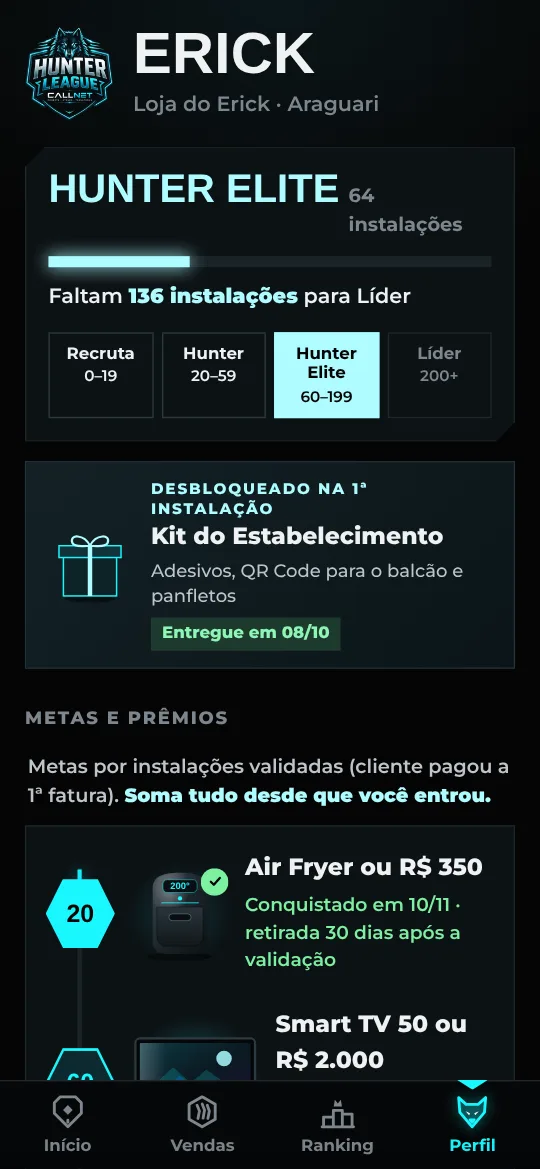 HUNTER
LEAGUE
CALLNET
ERICK
Loja do Erick · Araguari
HUNTER ELITE 64
instalações
Faltam 136 instalações para Líder
Recruta
0–19
Hunter
20–59
Hunter
Elite
60–199
Líder
200+
DESBLOQUEADO NA 1ª
INSTALAÇÃO
Kit do Estabelecimento
Adesivos, QR Code para o balcão e
panfletos
Entregue em 08/10
METAS E PRÊMIOS
Metas por instalações validadas (cliente pagou a
1ª fatura). Soma tudo desde que você entrou.
20
200°
Air Fryer ou R$ 350
Conquistado em 10/11 ·
retirada 30 dias após a
validação
Smart TV 50 ou
R$ 2.000
Início
Vendas
Ranking
Perfil